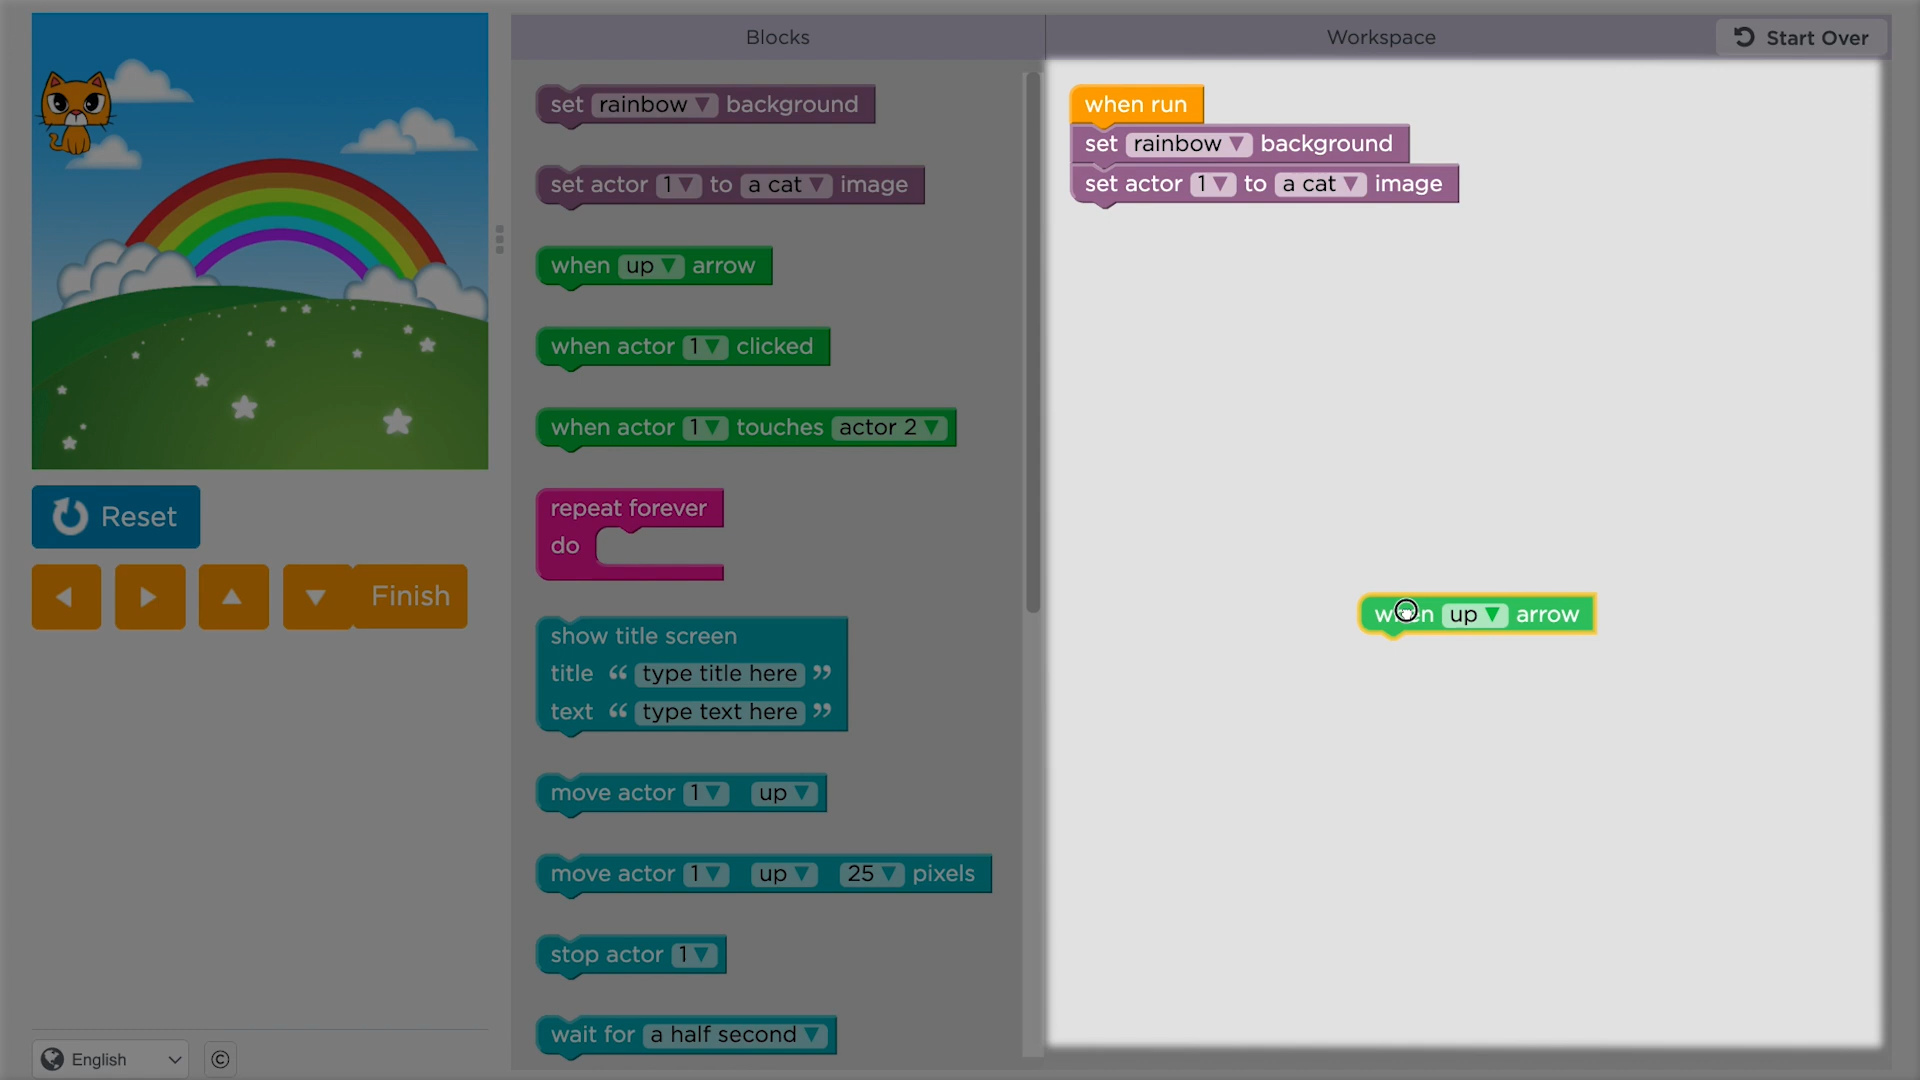 Blocks
Workspace
Start Over
set rainbow background
set actor 1 to a cat image
when up arrow
when actor 1 clicked
when actor 1 touches actor 2
repeat forever
do
show title screen
title “ type title here ”
text “ type text here ”
move actor 1 up
move actor 1 up 25 pixels
stop actor 1
wait for a half second
when run
set rainbow background
set actor 1 to a cat image
when up arrow
Reset
Finish
English
©